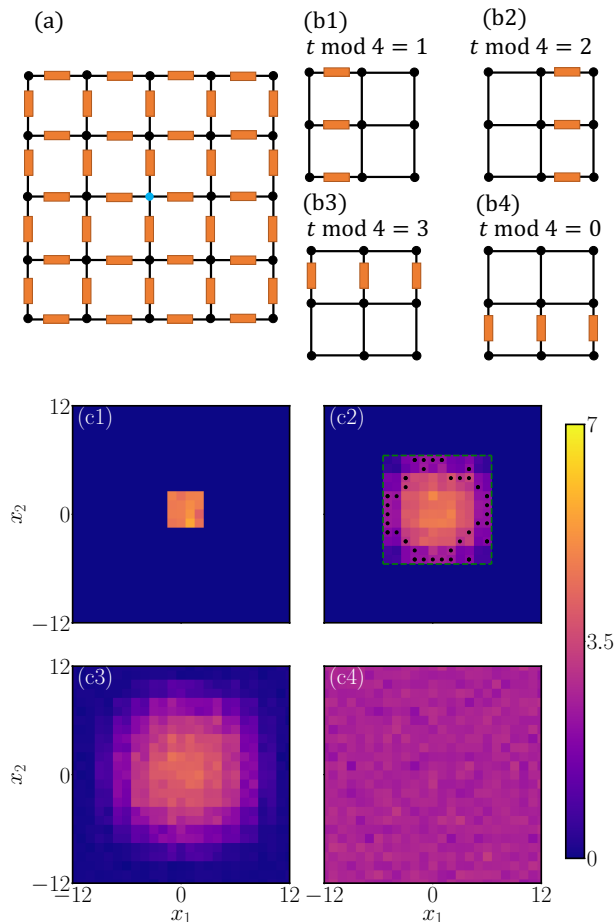 (a)
(b1)
t mod 4 = 1
(b2)
t mod 4 = 2
(b3)
t mod 4 = 3
(b4)
t mod 4 = 0
12
0
−12
x₂
(c1)
(c2)
7
3.5
0
12
0
−12
x₂
(c3)
(c4)
−12
0
12
x₁
−12
0
12
x₁